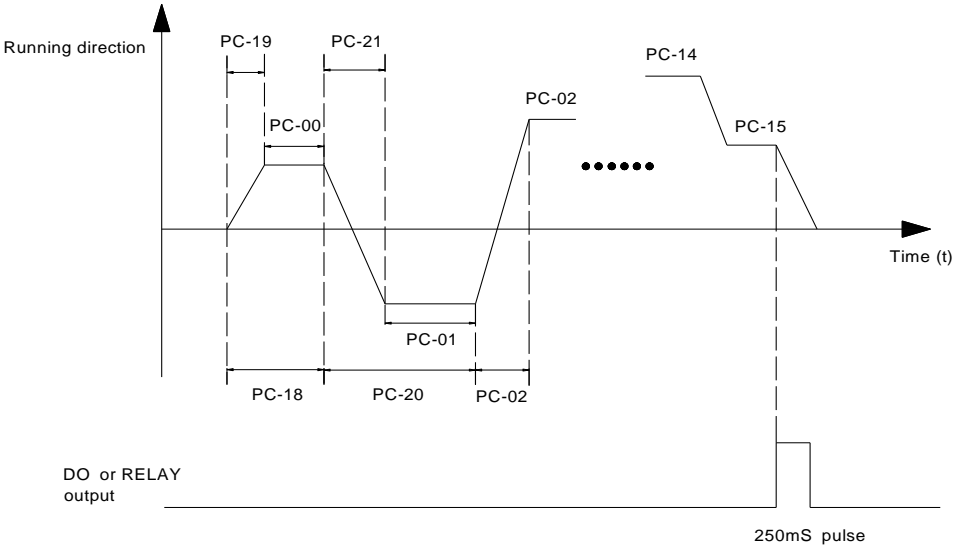 Running direction
PC-19
PC-21
PC-14
PC-02
PC-00
PC-15
Time (t)
PC-01
PC-18
PC-20
PC-02
DO or RELAY
output
250mS pulse